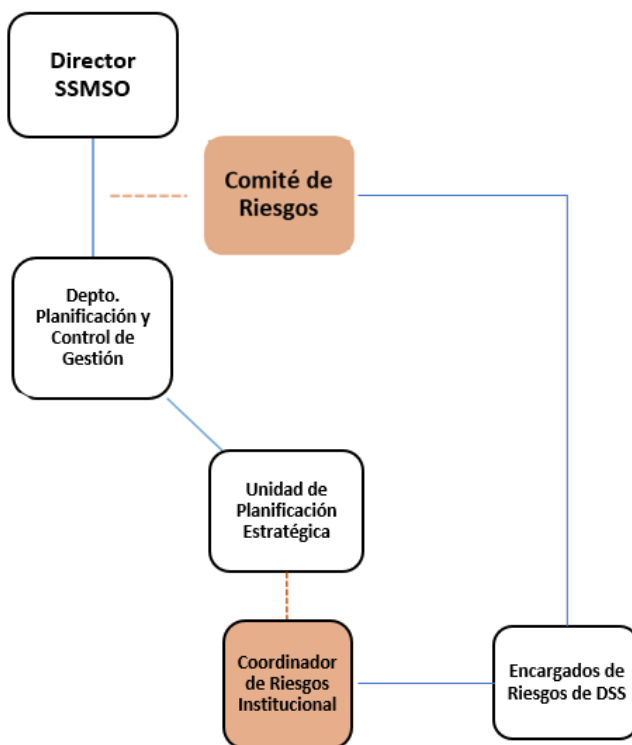 Director
SSMSO
Comité de
Riesgos
Depto.
Planificación y
Control de
Gestión
Unidad de
Planificación
Estratégica
Coordinador
de Riesgos
Institucional
Encargados de
Riesgos de DSS